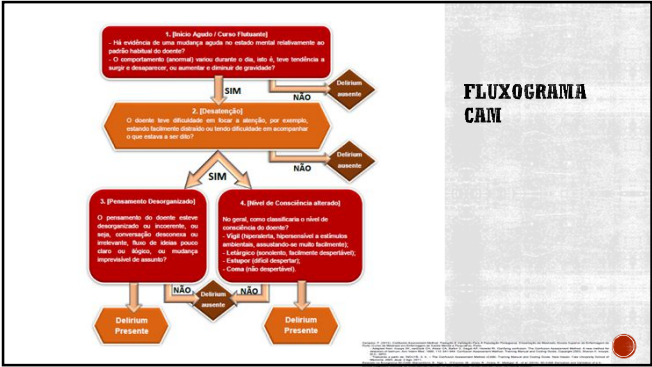 1. [Início Agudo / Curso Flutuante]
- Há evidência de uma mudança aguda no estado mental relativamente ao
padrão habitual do doente?
- O comportamento (anormal) variou durante o dia, isto é, teve tendência a
surgir e desaparecer, ou aumentar e diminuir de gravidade?
SIM
NÃO
Delirium
ausente
FLUXOGRAMA
CAM
2. [Desatenção]
O doente teve dificuldade em focar a atenção, por exemplo,
estando facilmente distraído ou tendo dificuldade em acompanhar
o que estava a ser dito?
SIM
NÃO
Delirium
ausente
3. [Pensamento Desorganizado]
O pensamento do doente esteve
desorganizado ou incoerente, ou
seja, conversação desconexa ou
irrelevante, fluxo de ideias pouco
claro ou ilógico, ou mudança
imprevisível de assunto?
4. [Nível de Consciência alterado]
No geral, como classificaria o nível de
consciência do doente?
- Vígil (hiperalerta, hipersensível a estímulos
ambientais, assustando-se muito facilmente);
- Letárgico (sonolento, facilmente despertável);
- Estupor (difícil despertar);
- Coma (não despertável).
NÃO
Delirium
ausente
NÃO
Delirium
Presente
Delirium
Presente